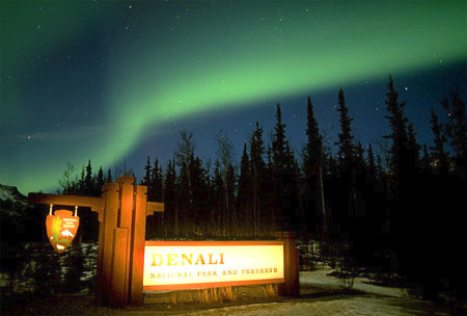 DENALI
NATIONAL PARK AND PRESERVE